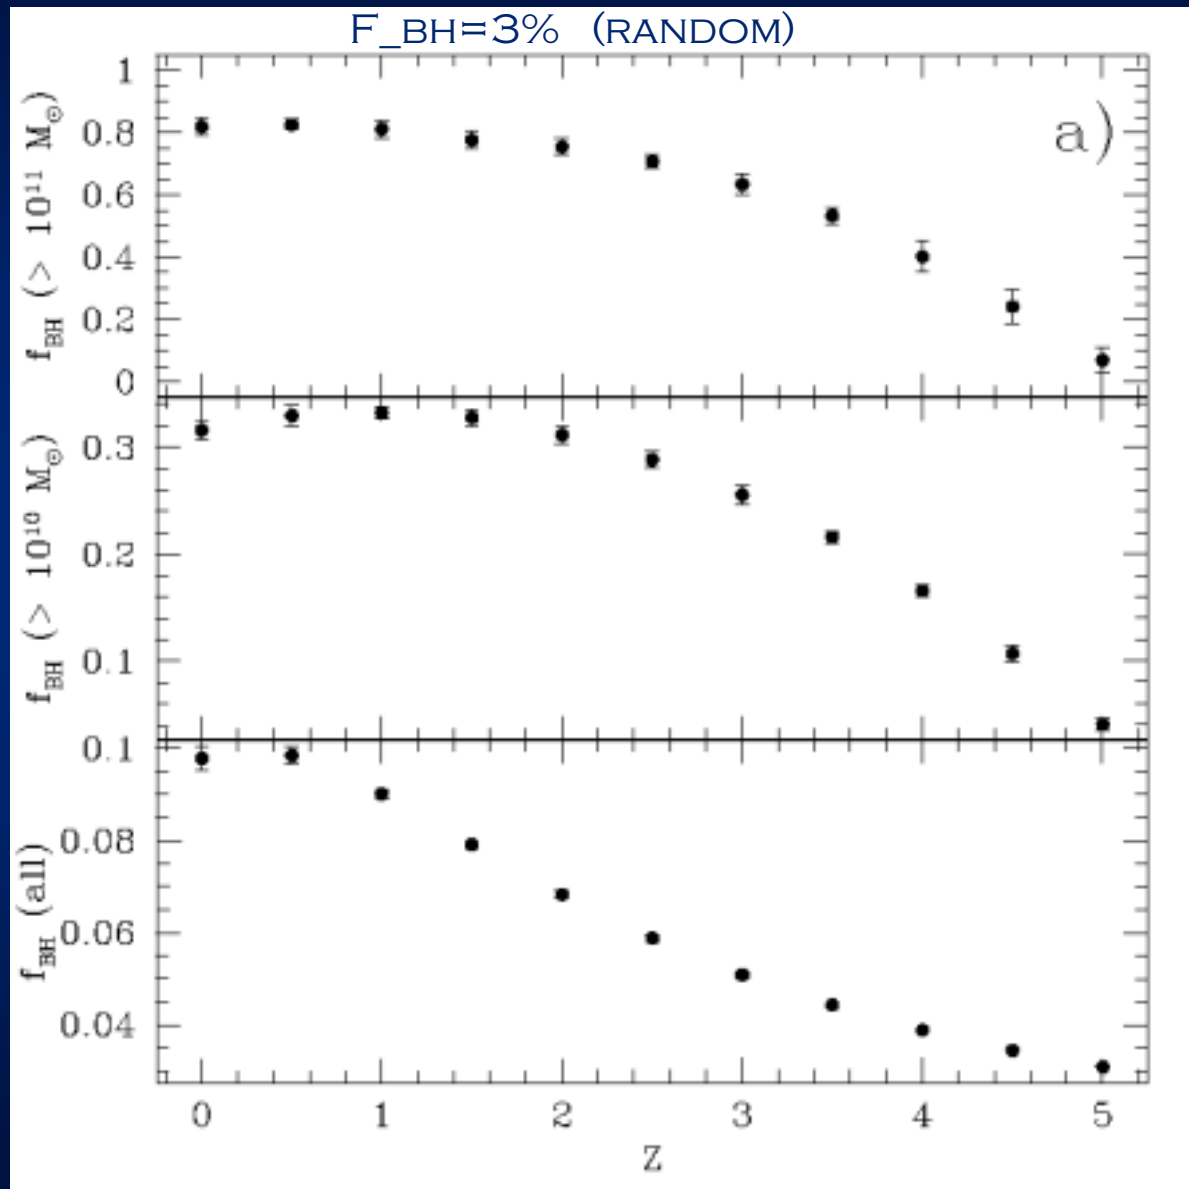 F_BH=3% (RANDOM)
a)
f_BH (> 10^11 M_⊙)
1
0.8
0.6
0.4
0.2
0
f_BH (> 10^10 M_⊙)
0.3
0.2
0.1
f_BH (all)
0.1
0.08
0.06
0.04
0 1 2 3 4 5
Z